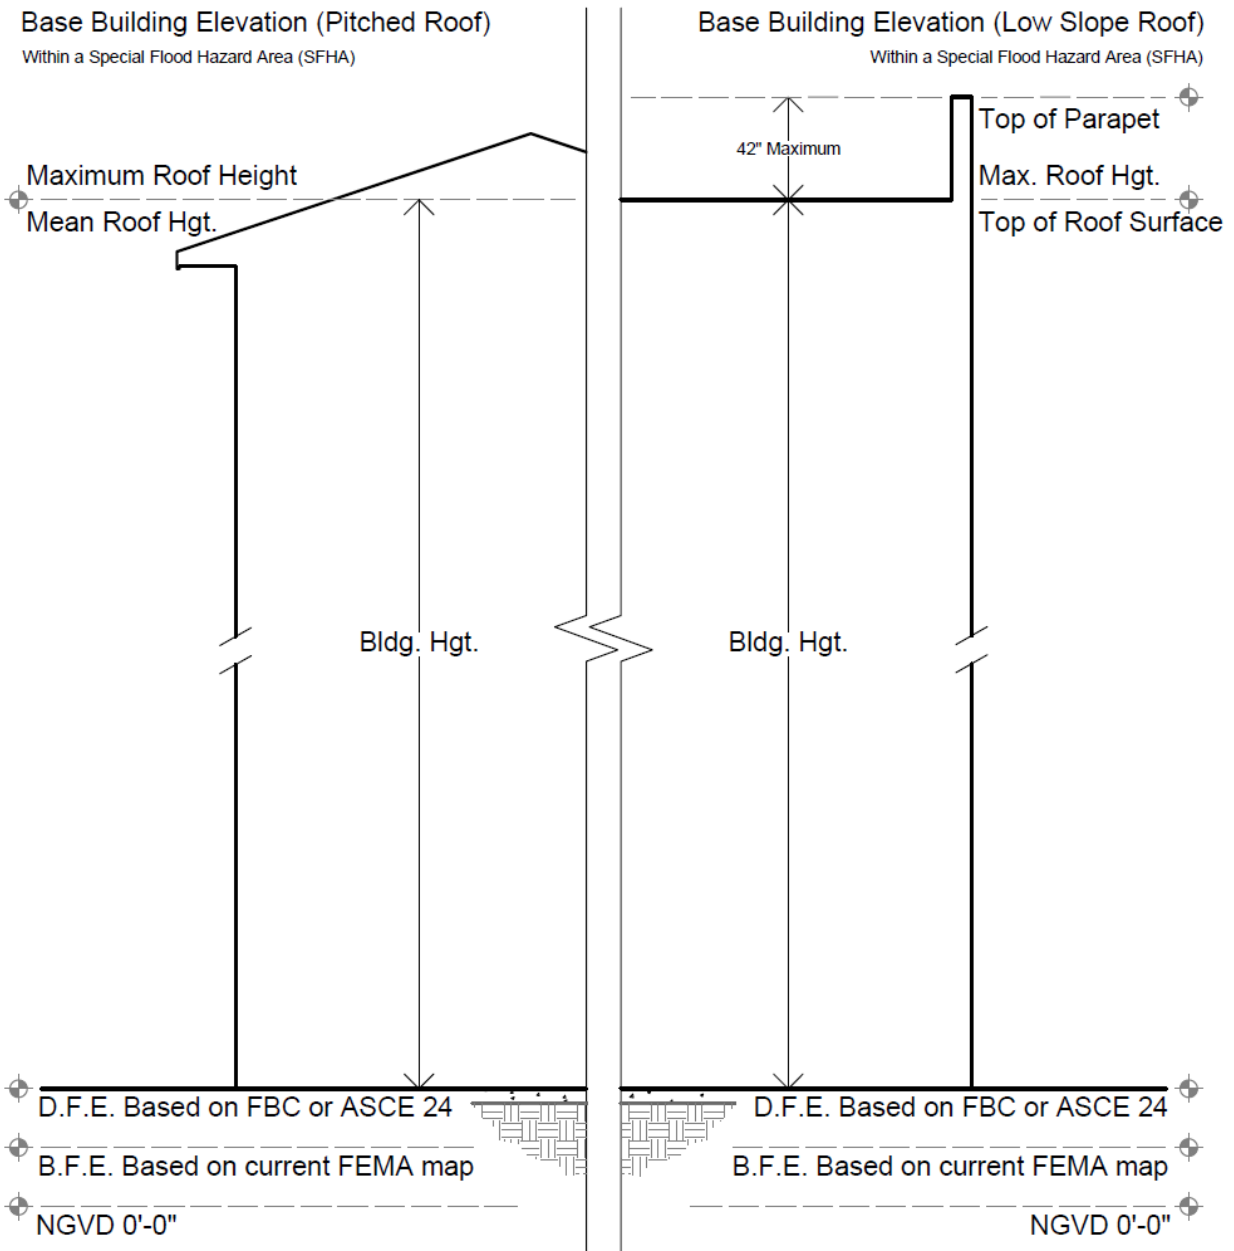 Base Building Elevation (Pitched Roof)
Within a Special Flood Hazard Area (SFHA)
Maximum Roof Height
Mean Roof Hgt.
Bldg. Hgt.
D.F.E. Based on FBC or ASCE 24
B.F.E. Based on current FEMA map
NGVD 0'-0"
Base Building Elevation (Low Slope Roof)
Within a Special Flood Hazard Area (SFHA)
Top of Parapet
42" Maximum
Max. Roof Hgt.
Top of Roof Surface
Bldg. Hgt.
D.F.E. Based on FBC or ASCE 24
B.F.E. Based on current FEMA map
NGVD 0'-0"